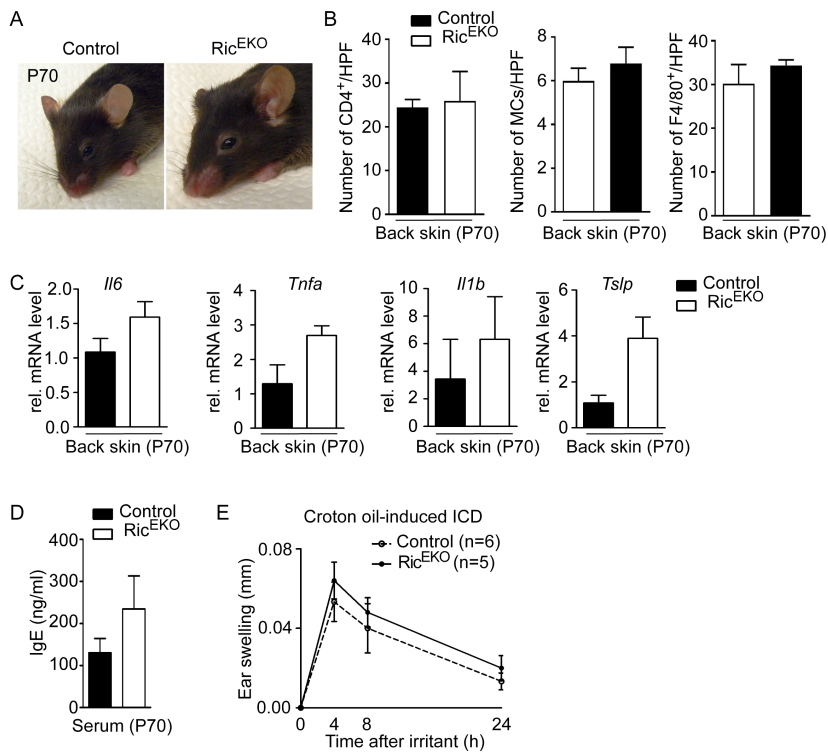 A
Control
Ric^EKO
P70
B
Control
Ric^EKO
Number of CD4^+/HPF
40
30
20
10
0
Back skin (P70)
Number of MCs/HPF
8
6
4
2
0
Back skin (P70)
Number of F4/80^+/HPF
40
30
20
10
0
Back skin (P70)
C
Il6
rel. mRNA level
2.0
1.5
1.0
0.5
0.0
Back skin (P70)
Tnfa
rel. mRNA level
4
3
2
1
0
Back skin (P70)
Il1b
rel. mRNA level
10
8
6
4
2
0
Back skin (P70)
Tslp
rel. mRNA level
6
4
2
0
Back skin (P70)
Control
Ric^EKO
D
Control
Ric^EKO
IgE (ng/ml)
400
300
200
100
0
Serum (P70)
E
Croton oil-induced ICD
Control (n=6)
Ric^EKO (n=5)
Ear swelling (mm)
0.08
0.04
0.00
0
4
8
24
Time after irritant (h)